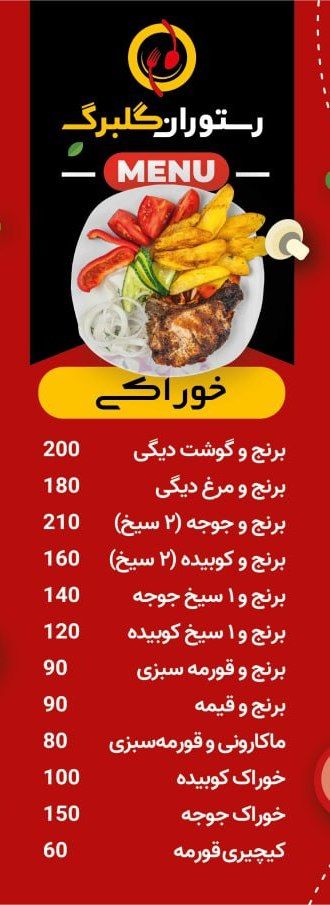 رستوران گلبرگ
MENU
خوراکے
برنج و گوشت دیگی 200
برنج و مرغ دیگی 180
برنج و جوجه (۲ سیخ) 210
برنج و کوبیده (۲ سیخ) 160
برنج و ۱ سیخ جوجه 140
برنج و ۱ سیخ کوبیده 120
برنج و قورمه سبزی 90
برنج و قیمه 90
ماکارونی و قورمه‌سبزی 80
خوراک کوبیده 100
خوراک جوجه 150
کیچیری قورمه 60